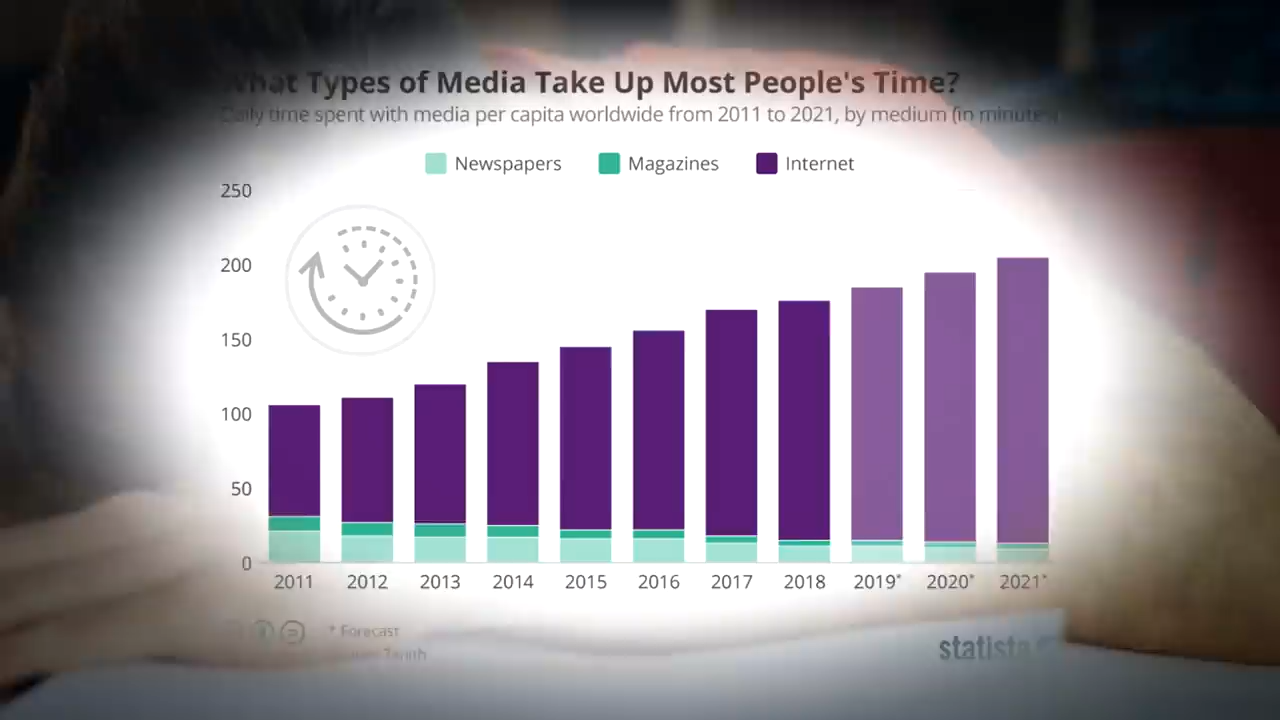 What Types of Media Take Up Most People's Time?
Daily time spent with media per capita worldwide from 2011 to 2021, by medium (in minutes)
Newspapers Magazines Internet
250
200
150
100
50
0
2011 2012 2013 2014 2015 2016 2017 2018 2019* 2020* 2021*
* Forecast
Zenith
statista